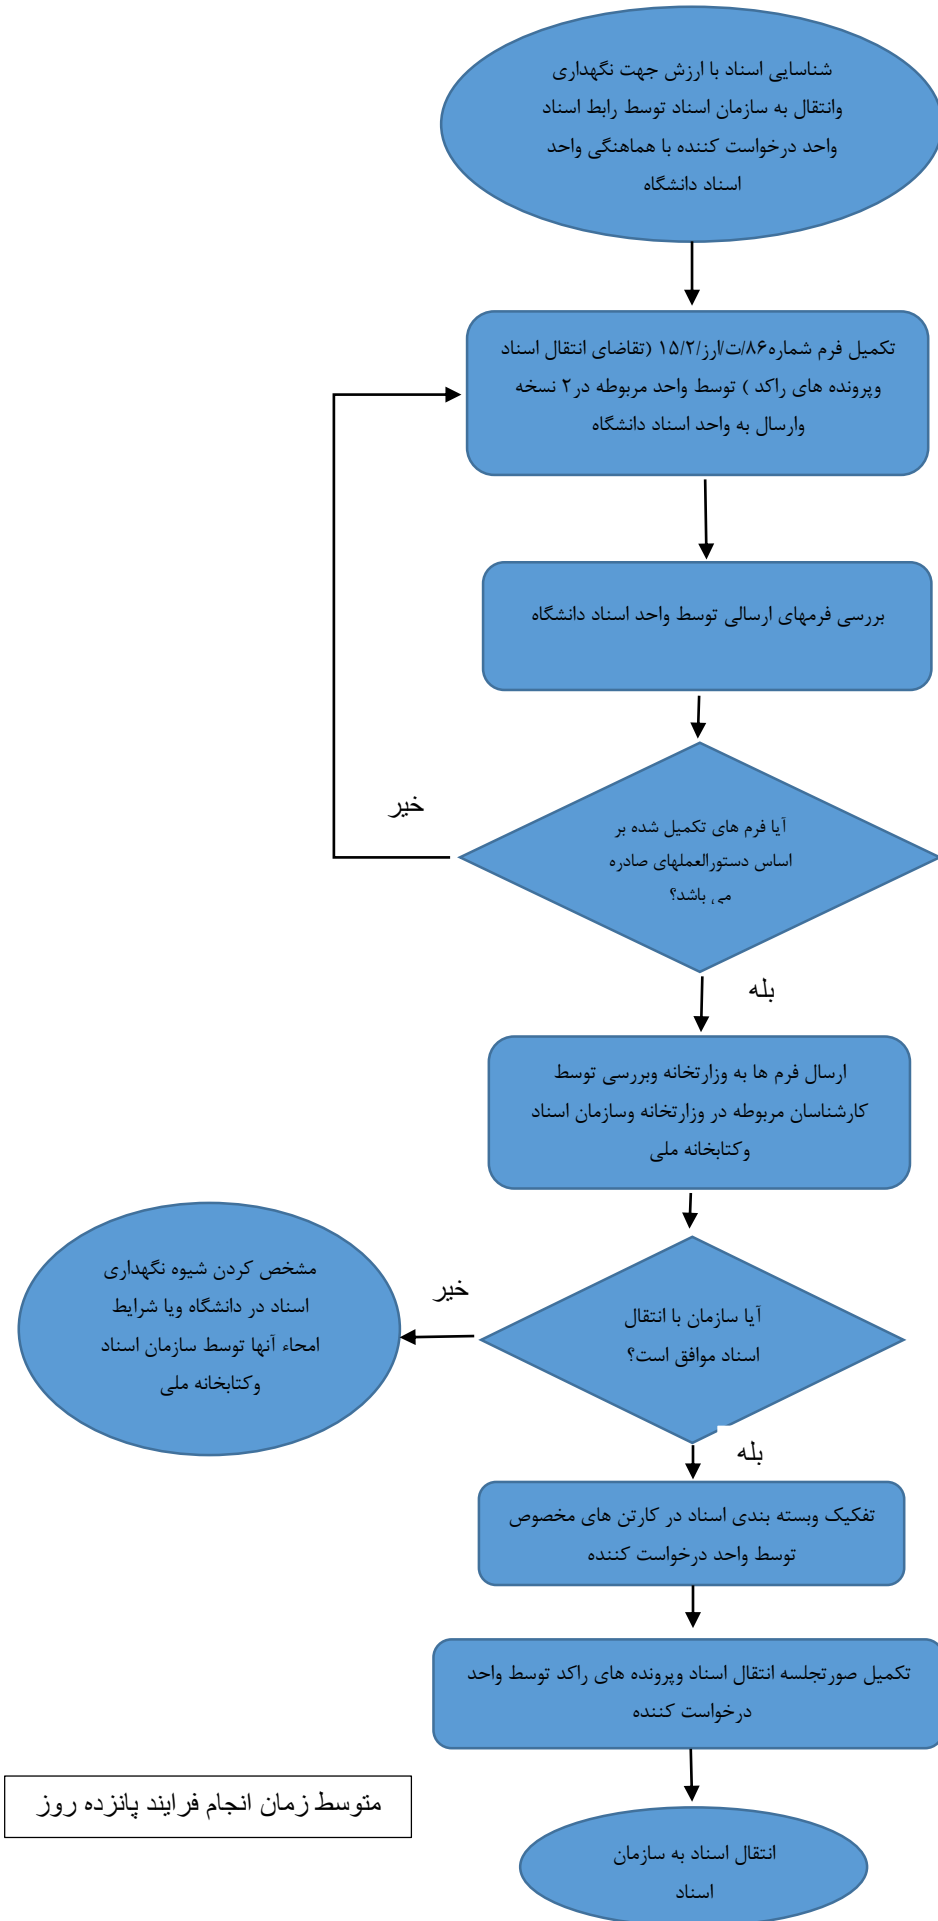 شناسایی اسناد با ارزش جهت نگهداری
وانتقال به سازمان اسناد توسط رابط اسناد
واحد درخواست کننده با هماهنگی واحد
اسناد دانشگاه
تکمیل فرم شماره۸۶/ت/ارز/۱۵/۲ (تقاضای انتقال اسناد
وپرونده های راکد ) توسط واحد مربوطه در۲ نسخه
وارسال به واحد اسناد دانشگاه
بررسی فرمهای ارسالی توسط واحد اسناد دانشگاه
آیا فرم های تکمیل شده بر
اساس دستورالعملهای صادره
می باشد؟
خیر
بله
ارسال فرم ها به وزارتخانه وبررسی توسط
کارشناسان مربوطه در وزارتخانه وسازمان اسناد
وکتابخانه ملی
آیا سازمان با انتقال
اسناد موافق است؟
خیر
مشخص کردن شیوه نگهداری
اسناد در دانشگاه ویا شرایط
امحاء آنها توسط سازمان اسناد
وکتابخانه ملی
بله
تفکیک وبسته بندی اسناد در کارتن های مخصوص
توسط واحد درخواست کننده
تکمیل صورتجلسه انتقال اسناد وپرونده های راکد توسط واحد
درخواست کننده
متوسط زمان انجام فرایند پانزده روز
انتقال اسناد به سازمان
اسناد